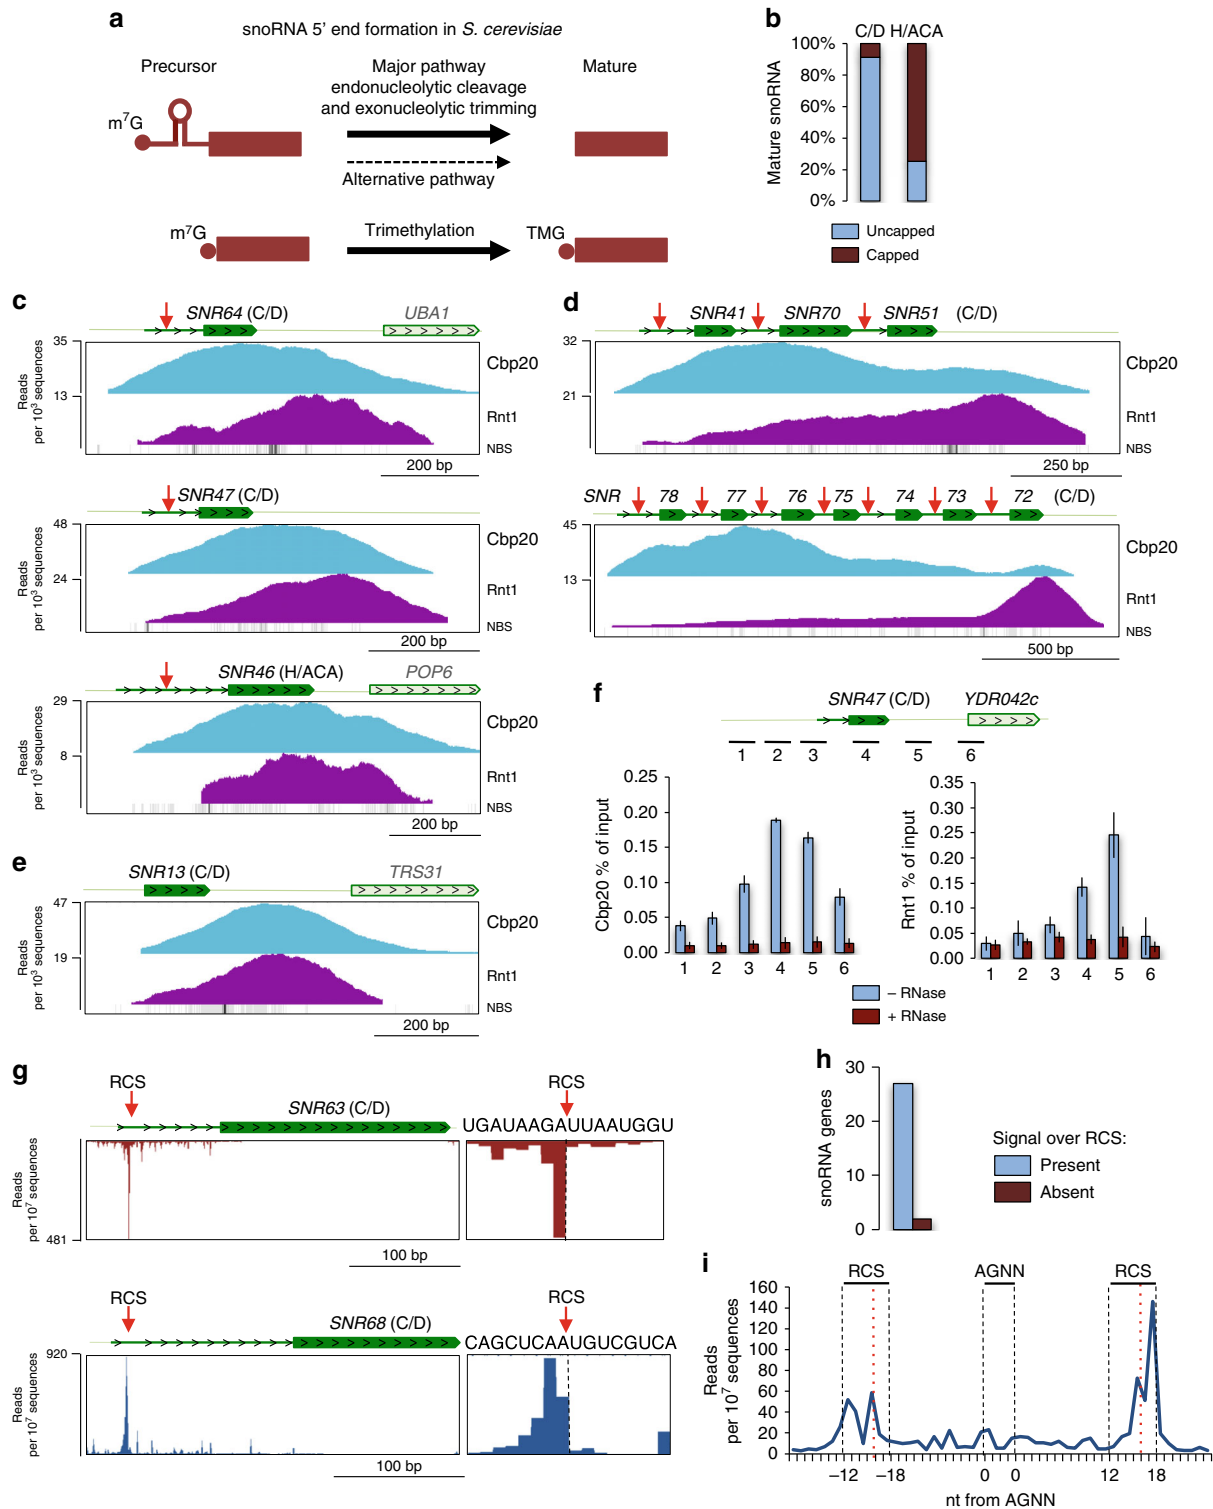 a
snoRNA 5' end formation in S. cerevisiae
Precursor
Major pathway
endonucleolytic cleavage
and exonucleolytic trimming
Mature
m7G
Alternative pathway
m7G
Trimethylation
TMG
b
C/D H/ACA
Mature snoRNA
100%
80%
60%
40%
20%
0%
Uncapped
Capped
c
SNR64 (C/D)
UBA1
Reads
per 10³ sequences
35
13
Cbp20
Rnt1
NBS
200 bp
SNR47 (C/D)
Reads
per 10³ sequences
48
24
Cbp20
Rnt1
NBS
200 bp
SNR46 (H/ACA)
POP6
Reads
per 10³ sequences
29
8
Cbp20
Rnt1
NBS
200 bp
d
SNR41 SNR70 SNR51 (C/D)
32
21
Cbp20
Rnt1
NBS
250 bp
SNR 78 77 76 75 74 73 72 (C/D)
45
13
Cbp20
Rnt1
NBS
500 bp
e
SNR13 (C/D)
TRS31
Reads
per 10³ sequences
47
19
Cbp20
Rnt1
NBS
200 bp
f
SNR47 (C/D)
YDR042c
1 2 3 4 5 6
Cbp20 % of input
0.25
0.20
0.15
0.10
0.05
0.00
1 2 3 4 5 6
Rnt1 % of input
0.35
0.30
0.25
0.20
0.15
0.10
0.05
0.00
1 2 3 4 5 6
– RNase
+ RNase
g
RCS
SNR63 (C/D)
RCS
UGAUAAGAUUAAUGGU
Reads
per 10⁷ sequences
481
100 bp
RCS
SNR68 (C/D)
RCS
CAGCUCAAUGUCGUCA
Reads
per 10⁷ sequences
920
100 bp
h
snoRNA genes
30
20
10
0
Signal over RCS:
Present
Absent
i
RCS
AGNN
RCS
Reads
per 10⁷ sequences
160
140
120
100
80
60
40
20
0
–12 –18 0 0 12 18
nt from AGNN